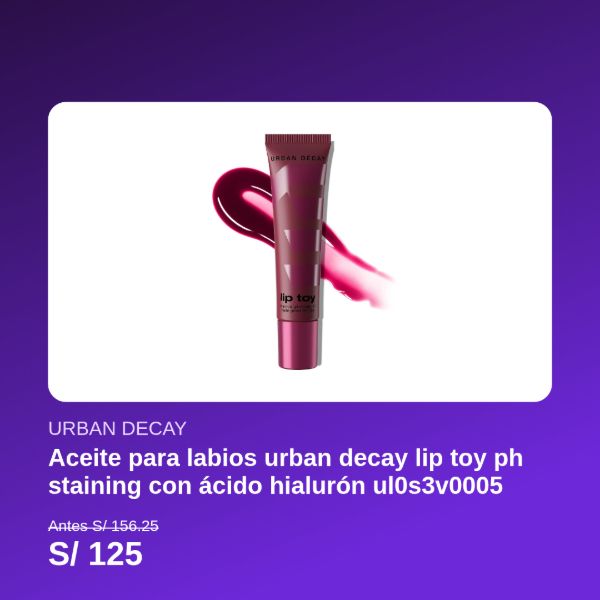 URBAN DECAY
lip toy
URBAN DECAY
Aceite para labios urban decay lip toy ph
staining con ácido hialurón ul0s3v0005
Antes S/ 156.25
S/ 125